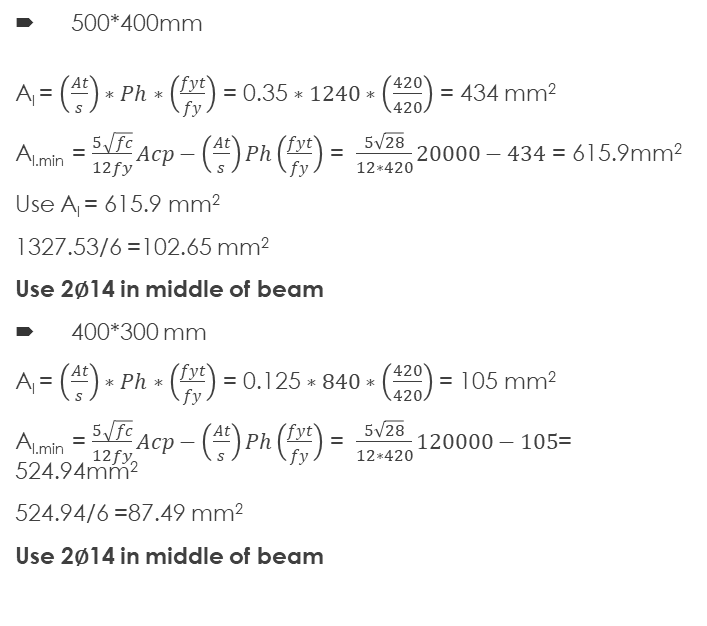 500*400mm
Al = (At/s) * Ph * (fyt/fy) = 0.35 * 1240 * (420/420) = 434 mm²
Al.min = 5√fc/12fy Acp − (At/s) Ph (fyt/fy) = 5√28/12*420 20000 − 434 = 615.9mm²
Use Al = 615.9 mm²
1327.53/6 =102.65 mm²
Use 2Ø14 in middle of beam
400*300 mm
Al = (At/s) * Ph * (fyt/fy) = 0.125 * 840 * (420/420) = 105 mm²
Al.min = 5√fc/12fy Acp − (At/s) Ph (fyt/fy) = 5√28/12*420 120000 − 105=
524.94mm²
524.94/6 =87.49 mm²
Use 2Ø14 in middle of beam